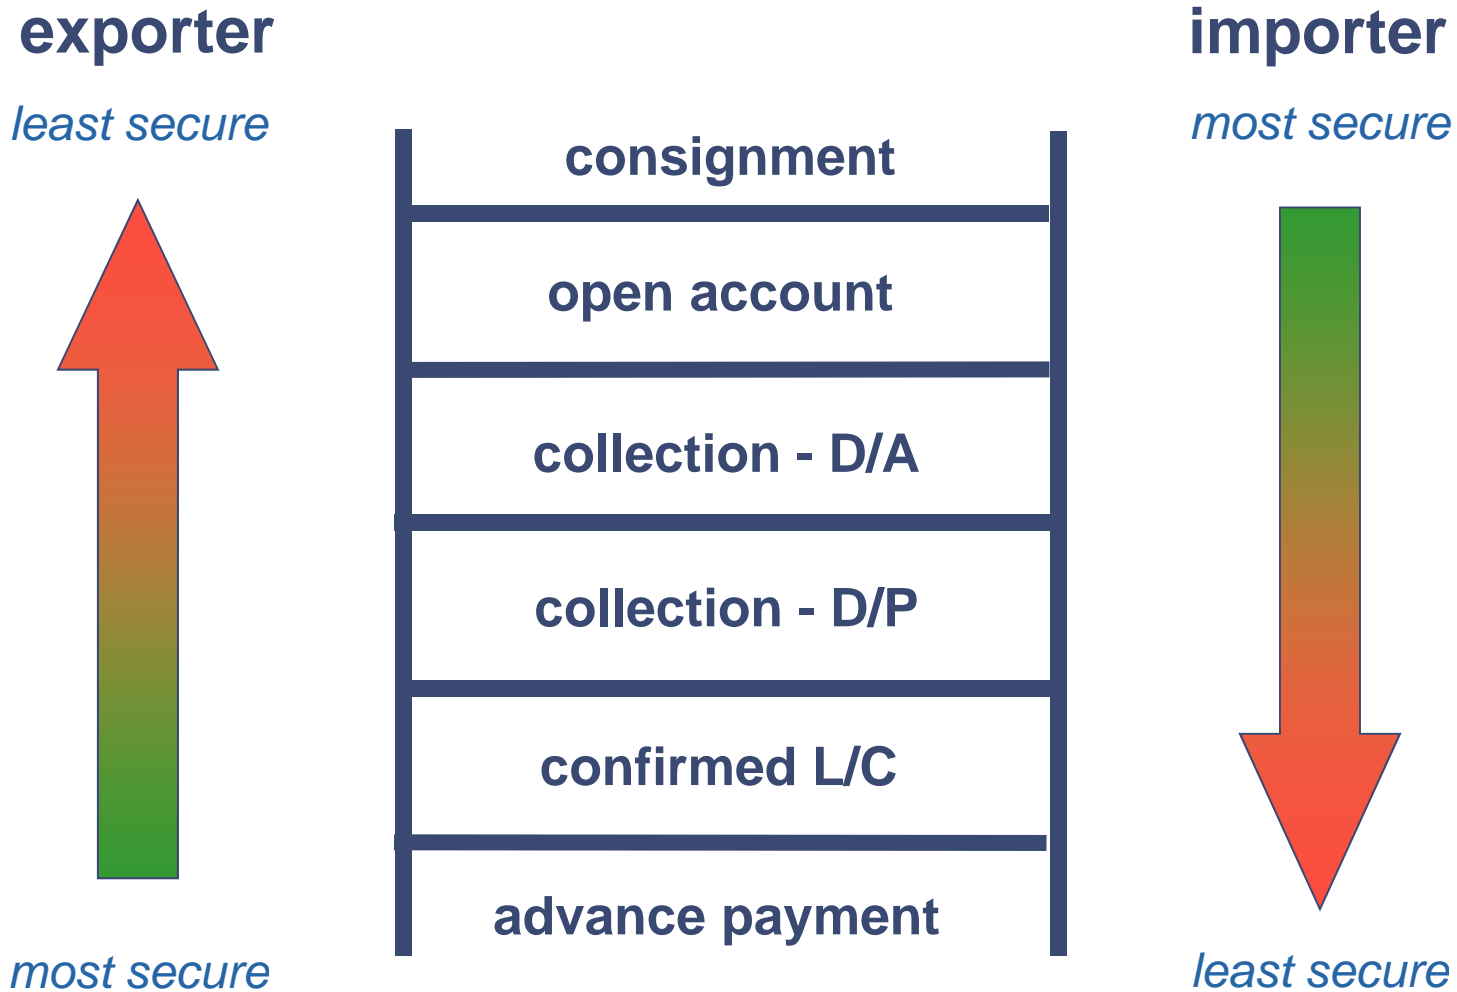 exporter
importer
least secure
most secure
consignment
open account
collection - D/A
collection - D/P
confirmed L/C
advance payment
most secure
least secure